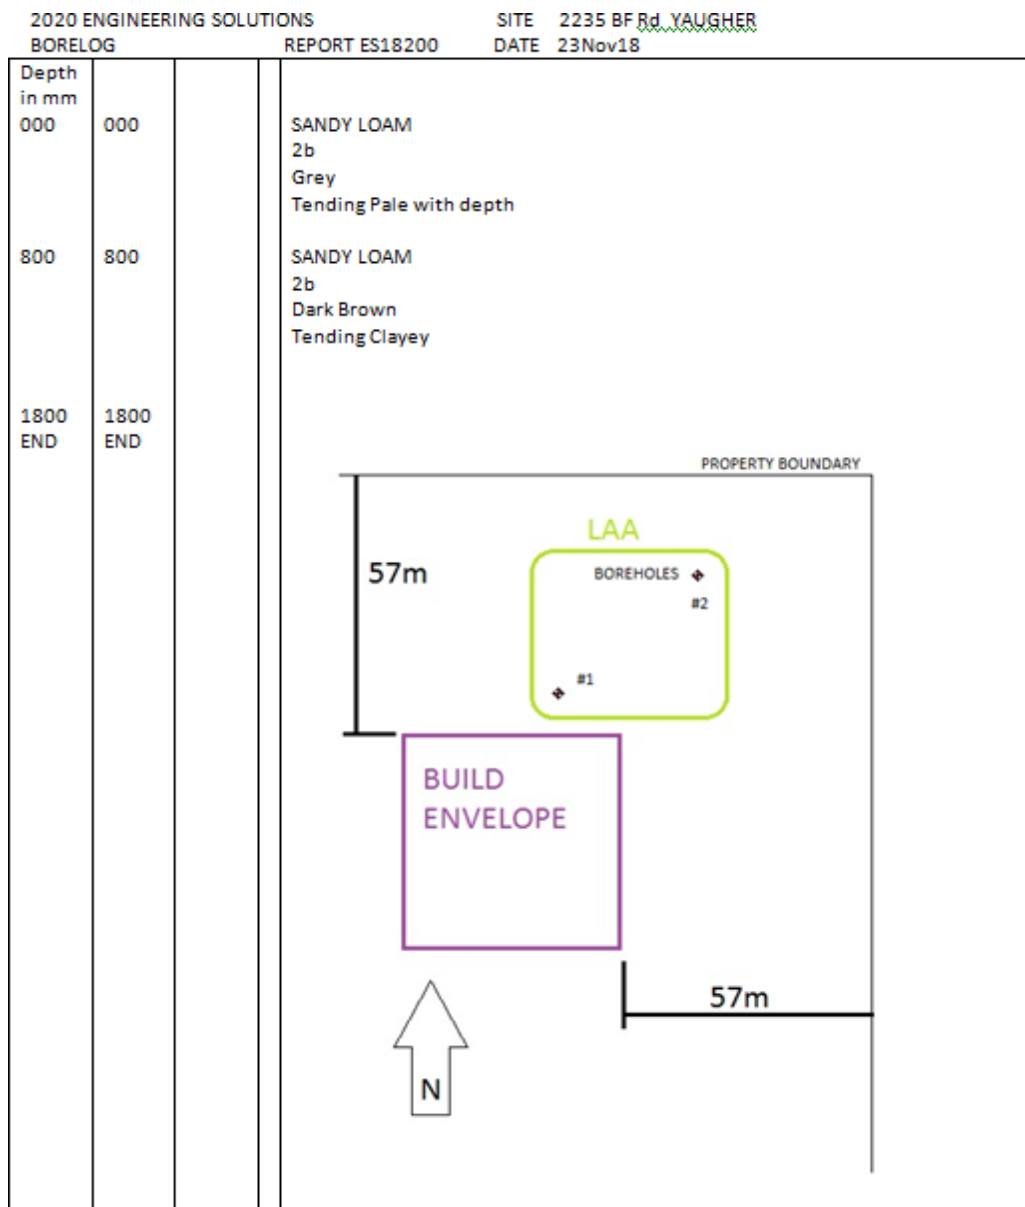 2020 ENGINEERING SOLUTIONS SITE 2235 BF Rd YAUGHER
BORELOG REPORT ES18200 DATE 23Nov18
Depth
in mm
000 000 SANDY LOAM
2b
Grey
Tending Pale with depth
800 800 SANDY LOAM
2b
Dark Brown
Tending Clayey
1800 1800
END END
PROPERTY BOUNDARY
LAA
57m
BOREHOLES
#2
#1
BUILD
ENVELOPE
57m
N